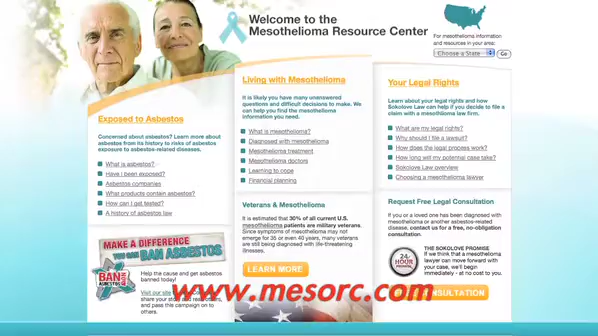 Welcome to the
Mesothelioma Resource Center
For mesothelioma information
and resources in your area:
Choose a State
Go
Exposed to Asbestos
Concerned about asbestos? Learn more about
asbestos from its history to risks of asbestos
exposure to asbestos-related diseases.
What is asbestos?
Have I been exposed?
Asbestos companies
What products contain asbestos?
How can I get tested?
A history of asbestos law
MAKE A DIFFERENCE
YOU CAN BAN ASBESTOS
BAN
ASBESTOS
Help the cause and get asbestos
banned today!
Visit our site
share your story and read others,
and pass this campaign on to
others.
Living with Mesothelioma
It is likely you have many unanswered
questions and difficult decisions to make. We
can help you find the mesothelioma
information you need.
What is mesothelioma?
Diagnosed with mesothelioma
Mesothelioma treatment
Mesothelioma doctors
Learning to cope
Financial planning
Veterans & Mesothelioma
It is estimated that 30% of all current U.S.
mesothelioma patients are military veterans.
Since symptoms of mesothelioma may not
emerge for 35 or even 40 years, many veterans
are still being diagnosed with life-threatening
illnesses.
LEARN MORE
Your Legal Rights
Learn about your legal rights and how
Sokolove Law can help if you decide to file a
claim with a mesothelioma law firm.
What are my legal rights?
Why should I file a lawsuit?
How does the legal process work?
How long will my potential case take?
Sokolove Law overview
Choosing a mesothelioma lawyer
Request Free Legal Consultation
If you or a loved one has been diagnosed with
mesothelioma or another asbestos-related
disease, contact us for a free, no-obligation
consultation.
24
HOUR
PROMISE
THE SOKOLOVE PROMISE
If we think that a mesothelioma
lawyer can move forward with
your case, we'll begin
immediately - at no cost to you.
CONSULTATION
www.mesorc.com